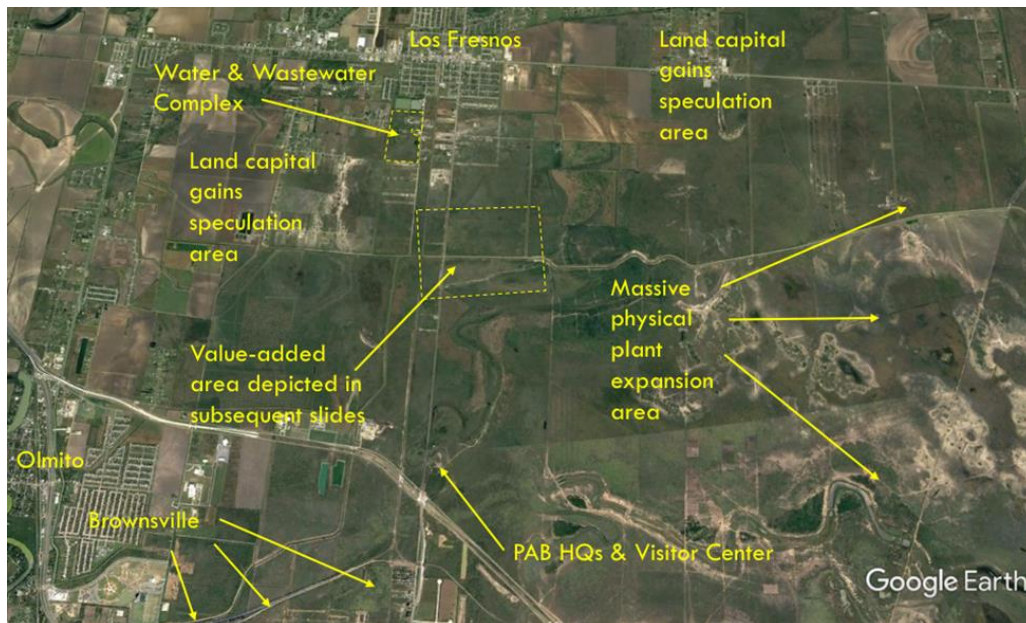 Los Fresnos
Land capital
gains
speculation
area
Water & Wastewater
Complex
Land capital
gains
speculation
area
Massive
physical
plant
expansion
area
Value-added
area depicted in
subsequent slides
Olmito
Brownsville
PAB HQs & Visitor Center
Google Earth